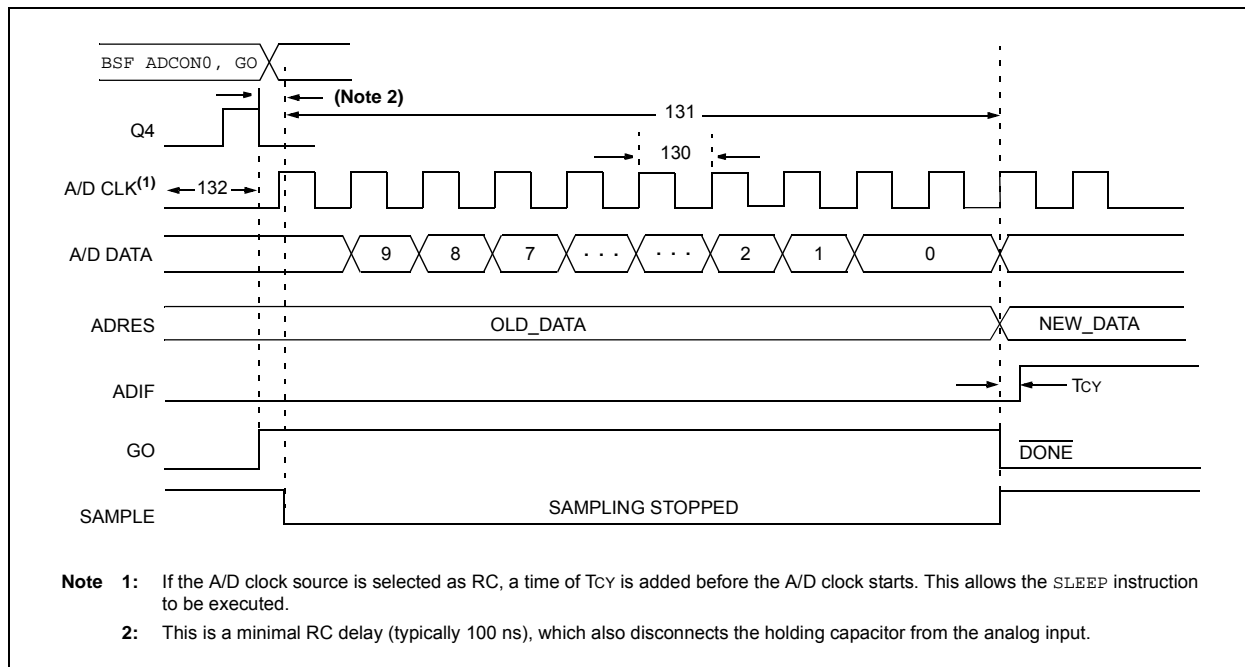 BSF ADCON0, GO
(Note 2)
131
Q4
130
A/D CLK(1)
132
A/D DATA
9 8 7 . . . . . . 2 1 0
ADRES
OLD_DATA
NEW_DATA
ADIF
TCY
GO
DONE
SAMPLE
SAMPLING STOPPED
Note 1: If the A/D clock source is selected as RC, a time of TCY is added before the A/D clock starts. This allows the SLEEP instruction
to be executed.
2: This is a minimal RC delay (typically 100 ns), which also disconnects the holding capacitor from the analog input.